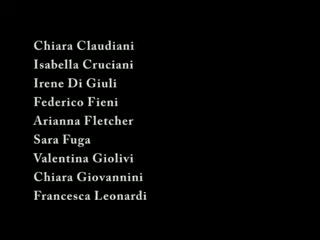 Chiara Claudiani
Isabella Cruciani
Irene Di Giuli
Federico Fieni
Arianna Fletcher
Sara Fuga
Valentina Giolivi
Chiara Giovannini
Francesca Leonardi